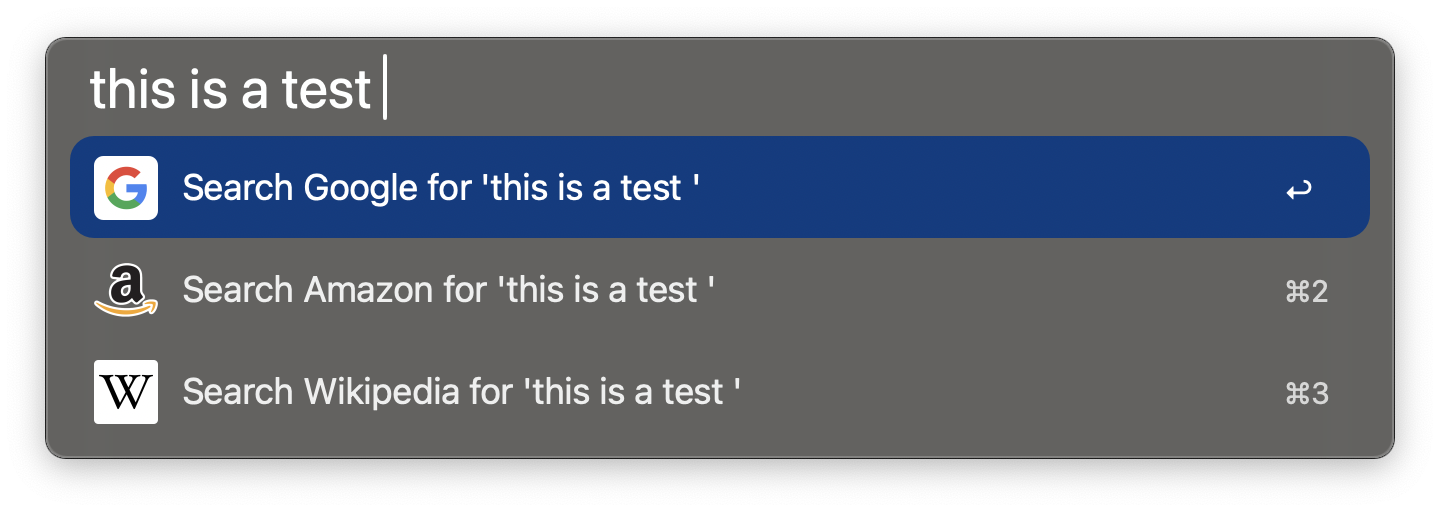 this is a test
Search Google for 'this is a test '
Search Amazon for 'this is a test ' ⌘2
Search Wikipedia for 'this is a test ' ⌘3